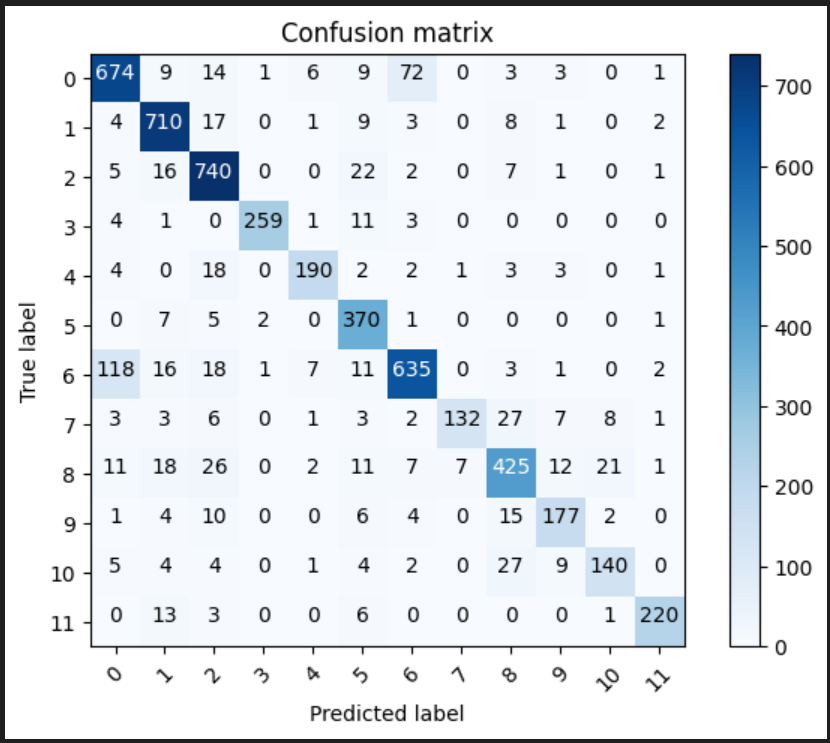 Confusion matrix
0 674 9 14 1 6 9 72 0 3 3 0 1
1 4 710 17 0 1 9 3 0 8 1 0 2
2 5 16 740 0 0 22 2 0 7 1 0 1
3 4 1 0 259 1 11 3 0 0 0 0 0
4 4 0 18 0 190 2 2 1 3 3 0 1
5 0 7 5 2 0 370 1 0 0 0 0 1
6 118 16 18 1 7 11 635 0 3 1 0 2
7 3 3 6 0 1 3 2 132 27 7 8 1
8 11 18 26 0 2 11 7 7 425 12 21 1
9 1 4 10 0 0 6 4 0 15 177 2 0
10 5 4 4 0 1 4 2 0 27 9 140 0
11 0 13 3 0 0 6 0 0 0 0 1 220
0 1 2 3 4 5 6 7 8 9 10 11
Predicted label
True label
700
600
500
400
300
200
100
0